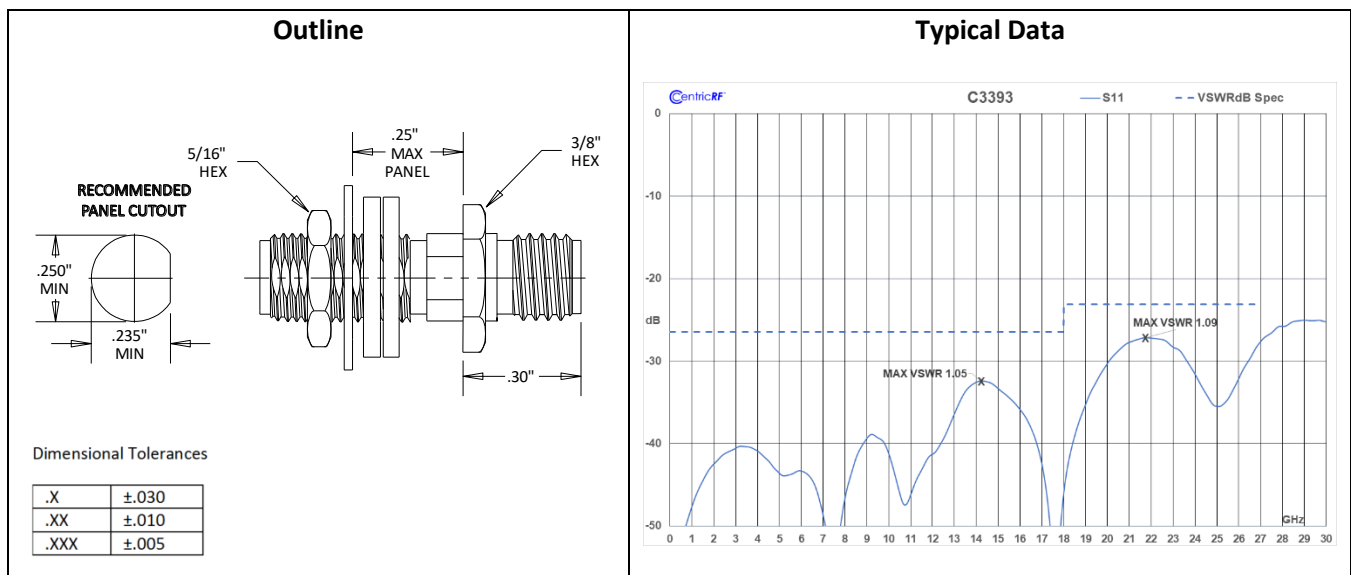 Outline
Typical Data
.25"
MAX
PANEL
5/16"
HEX
3/8"
HEX
RECOMMENDED
PANEL CUTOUT
.250"
MIN
.235"
MIN
.30"
Dimensional Tolerances
.X ±.030
.XX ±.010
.XXX ±.005
CentricRF™
C3393
S11
VSWRdB Spec
0
-10
-20
dB
-30
-40
-50
MAX VSWR 1.05
MAX VSWR 1.09
GHz
0 1 2 3 4 5 6 7 8 9 10 11 12 13 14 15 16 17 18 19 20 21 22 23 24 25 26 27 28 29 30